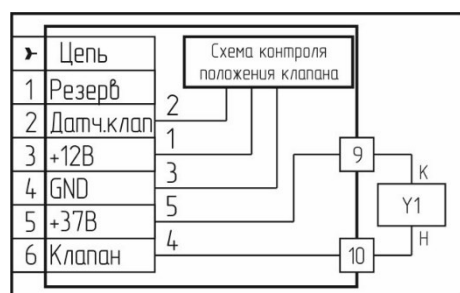 Цепь
1 Резерв
2 Датч.клап
3 +12В
4 GND
5 +37В
6 Клапан
Схема контроля
положения клапана
2
1
3
5
4
9
10
К
Y1
Н